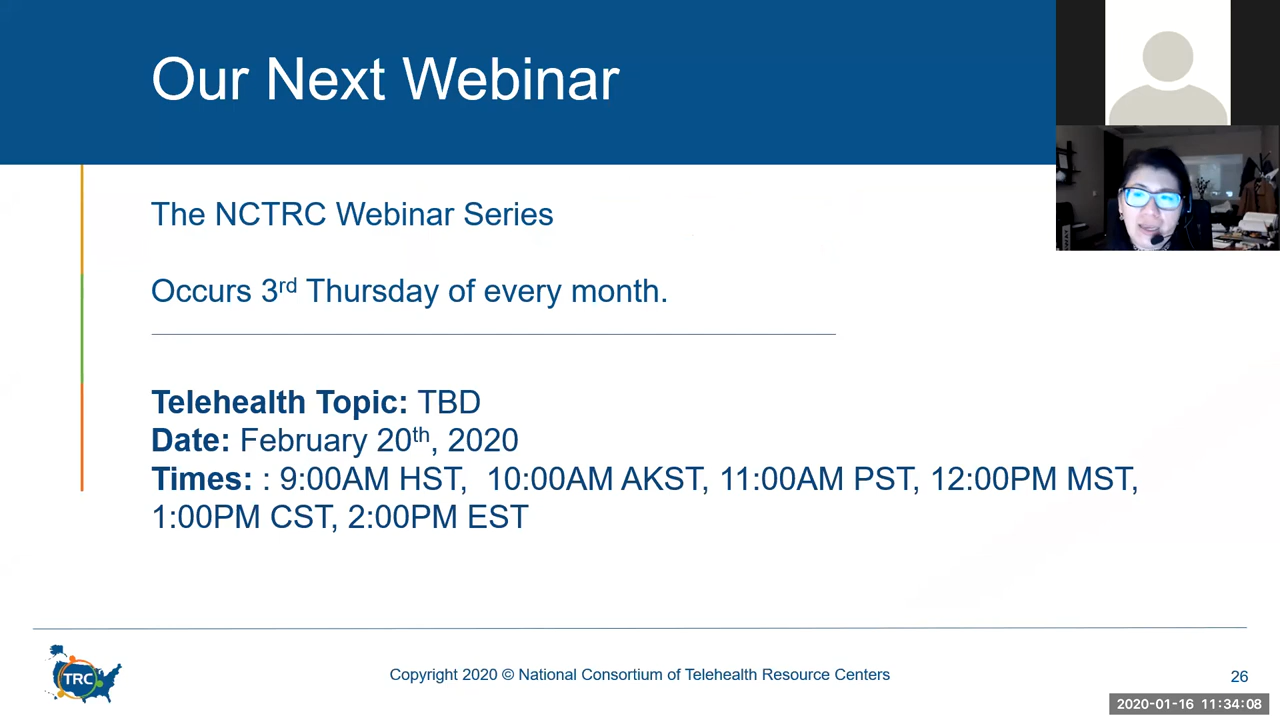 Our Next Webinar
The NCTRC Webinar Series
Occurs 3rd Thursday of every month.
Telehealth Topic: TBD
Date: February 20th, 2020
Times: : 9:00AM HST,  10:00AM AKST, 11:00AM PST, 12:00PM MST,
1:00PM CST, 2:00PM EST
TRC
Copyright 2020 © National Consortium of Telehealth Resource Centers
26
2020-01-16 11:34:08